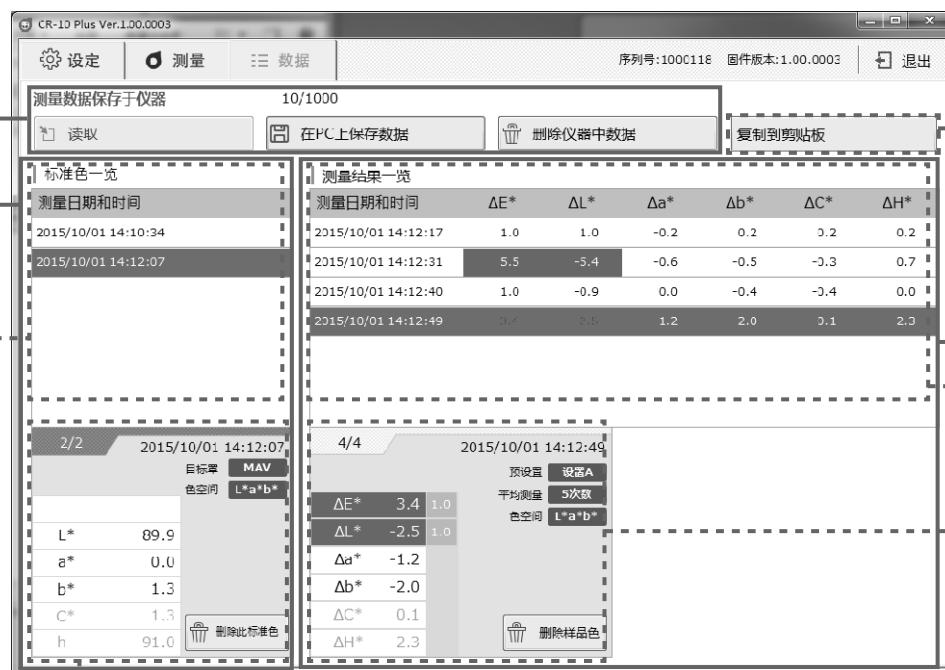 CR-10 Plus Ver.1.00.0003
设定 测量 数据 序列号:1000118 固件版本:1.00.0003 退出
测量数据保存于仪器 10/1000
读取 在PC上保存数据 删除仪器中数据 复制到剪贴板
标准色一览
测量日期和时间
2015/10/01 14:10:34
2015/10/01 14:12:07
测量结果一览
测量日期和时间 ΔE* ΔL* Δa* Δb* ΔC* ΔH*
2015/10/01 14:12:17 1.0 1.0 -0.2 0.2 0.2 0.2
2015/10/01 14:12:31 5.5 -5.4 -0.6 -0.5 -0.3 0.7
2015/10/01 14:12:40 1.0 -0.9 0.0 -0.4 -0.4 0.0
2015/10/01 14:12:49 1.2 2.0 0.1 2.3
2/2 2015/10/01 14:12:07
目标罩 MAV
色空间 L*a*b*
L* 89.9
a* 0.0
b* 1.3
C* 1.3
h 91.0
删除此标准色
4/4 2015/10/01 14:12:49
预设置 设置A
平均测量 5次数
色空间 L*a*b*
ΔE* 3.4 1.0
ΔL* -2.5 1.0
Δa* -1.2
Δb* -2.0
ΔC* 0.1
ΔH* 2.3
删除样品色